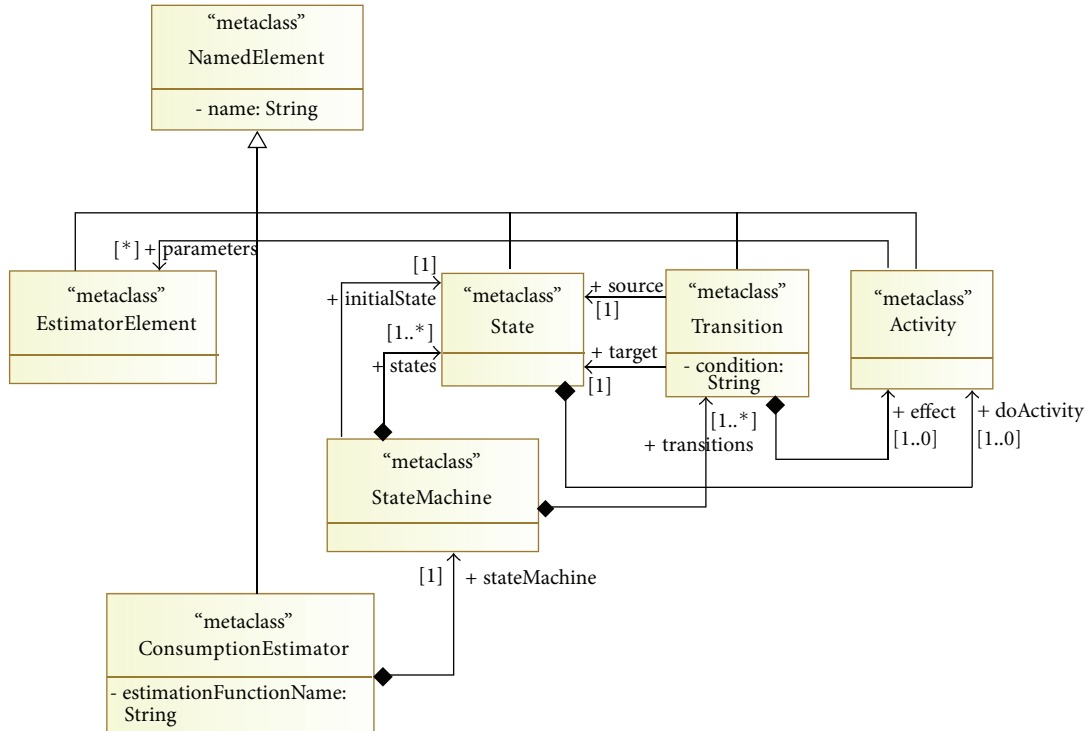 “metaclass”
NamedElement
- name: String
[*] + parameters
“metaclass”
EstimatorElement
[1]
+ initialState
[1..*]
+ states
“metaclass”
State
+ source
[1]
+ target
[1]
“metaclass”
Transition
- condition:
String
“metaclass”
Activity
+ effect
[1..0]
+ doActivity
[1..0]
[1..*]
+ transitions
“metaclass”
StateMachine
[1]
+ stateMachine
“metaclass”
ConsumptionEstimator
- estimationFunctionName:
String